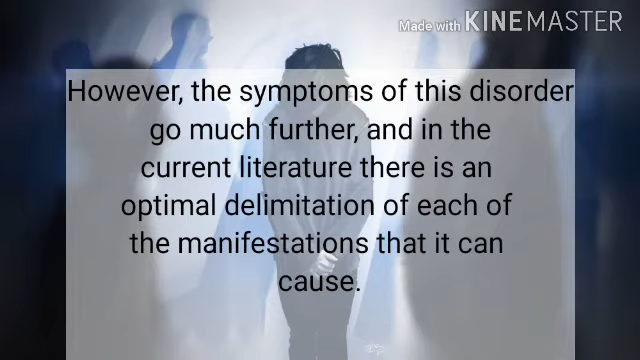 Made with KINEMASTER
However, the symptoms of this disorder
go much further, and in the
current literature there is an
optimal delimitation of each of
the manifestations that it can
cause.